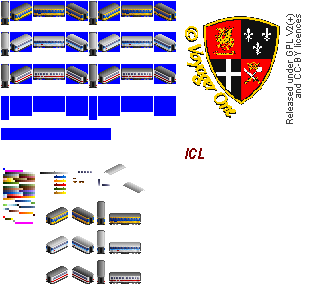 © Voyager One
Released under GPL v2(+)
and CC-BY licences
ICL